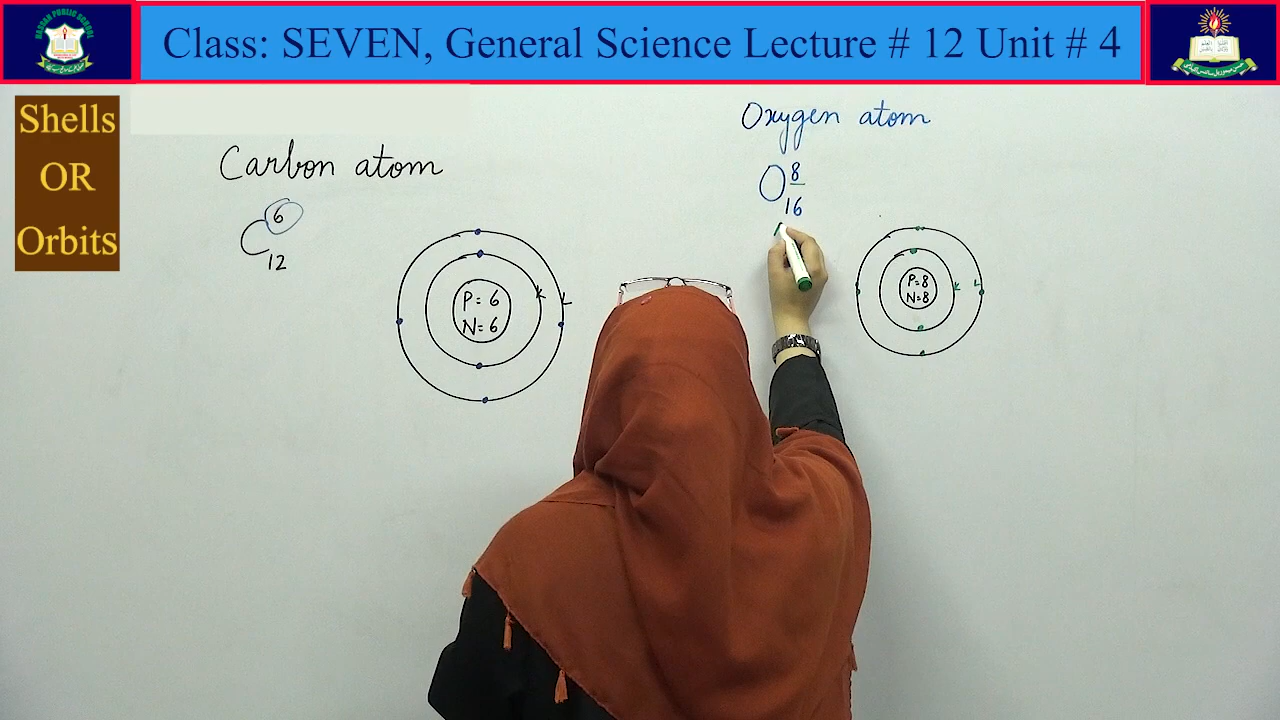 Class: SEVEN, General Science Lecture # 12 Unit # 4
Shells
OR
Orbits
Carbon atom
C 6
12
P= 6
N= 6
K L
Oxygen atom
O 8
16
P= 8
N= 8
K L